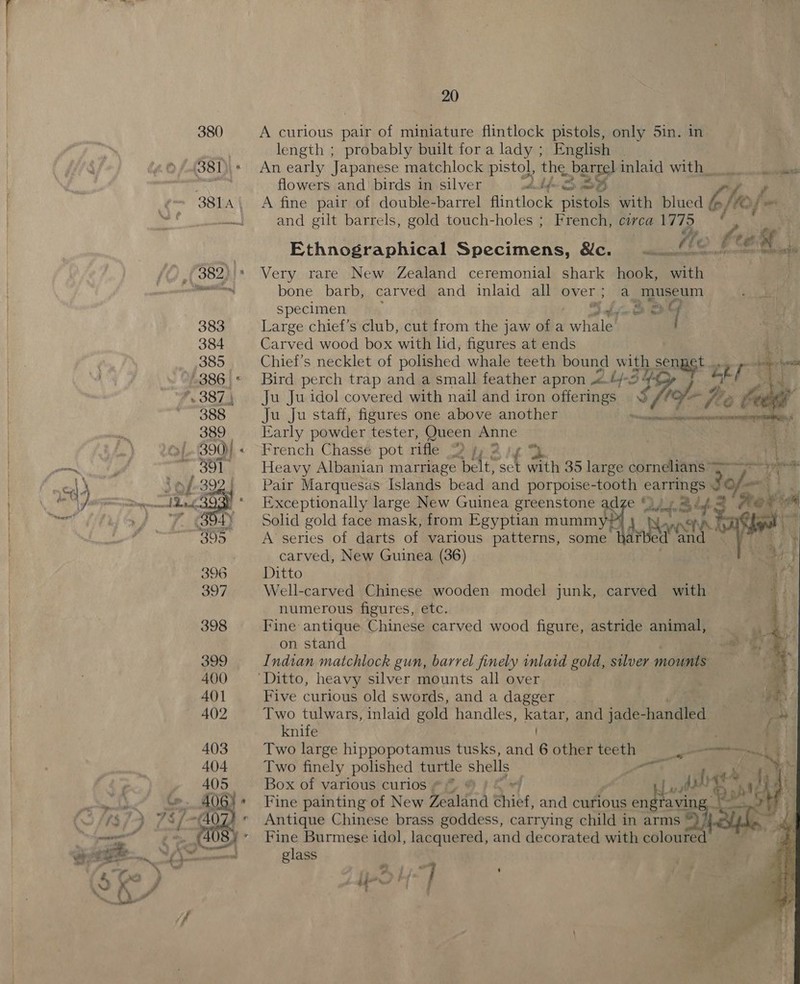 20
380 A curious pair of miniature flintlock pistols, only 5in. in
length ; probably built for a lady ; English
(381) * An early Japanese matchlock pistol, the barrel inlaid with
flowers and birds in silver
381A A fine pair of double-barrel flintlock pistols with blued
and gilt barrels, gold touch-holes ; French, circa 1775
Ethnographical Specimens, &c.
(382) * Very rare New Zealand ceremonial shark hook, with
bone barb, carved and inlaid all over ; a museum
specimen
383 Large chief's club, cut from the jaw of a whale
384 Carved wood box with lid, figures at ends
385 Chief's necklet of polished whale teeth bound with sennet
386 * Bird perch trap and a small feather apron
387 Ju Ju idol covered with nail and iron offerings
388 Ju Ju staff, figures one above another
389 Early powder tester, Queen Anne
(390) * French Chassé pot rifle
391 Heavy Albanian marriage belt, set with 35 large cornelians
392 Pair Marquesas Islands bead and porpoise-tooth earrings
393 * Exceptionally large New Guinea greenstone adze
(394) Solid gold face mask, from Egyptian mummy
395 A series of darts of various patterns, some barbed and
carved, New Guinea (36)
396 Ditto
397 Well-carved Chinese wooden model junk, carved with
numerous figures, etc.
398 Fine antique Chinese carved wood figure, astride animal,
on stand
399 Indian matchlock gun, barrel finely inlaid gold, silver mounts
400 Ditto, heavy silver mounts all over
401 Five curious old swords, and a dagger
402 Two tulwars, inlaid gold handles, katar, and jade-handled
knife
403 Two large hippopotamus tusks, and 6 other teeth
404 Two finely polished turtle shells
405 Box of various curios
406) * Fine painting of New Zealand chief, and curious engraving
(407) * Antique Chinese brass goddess, carrying child in arms
(408) * Fine Burmese idol, lacquered, and decorated with coloured
glass